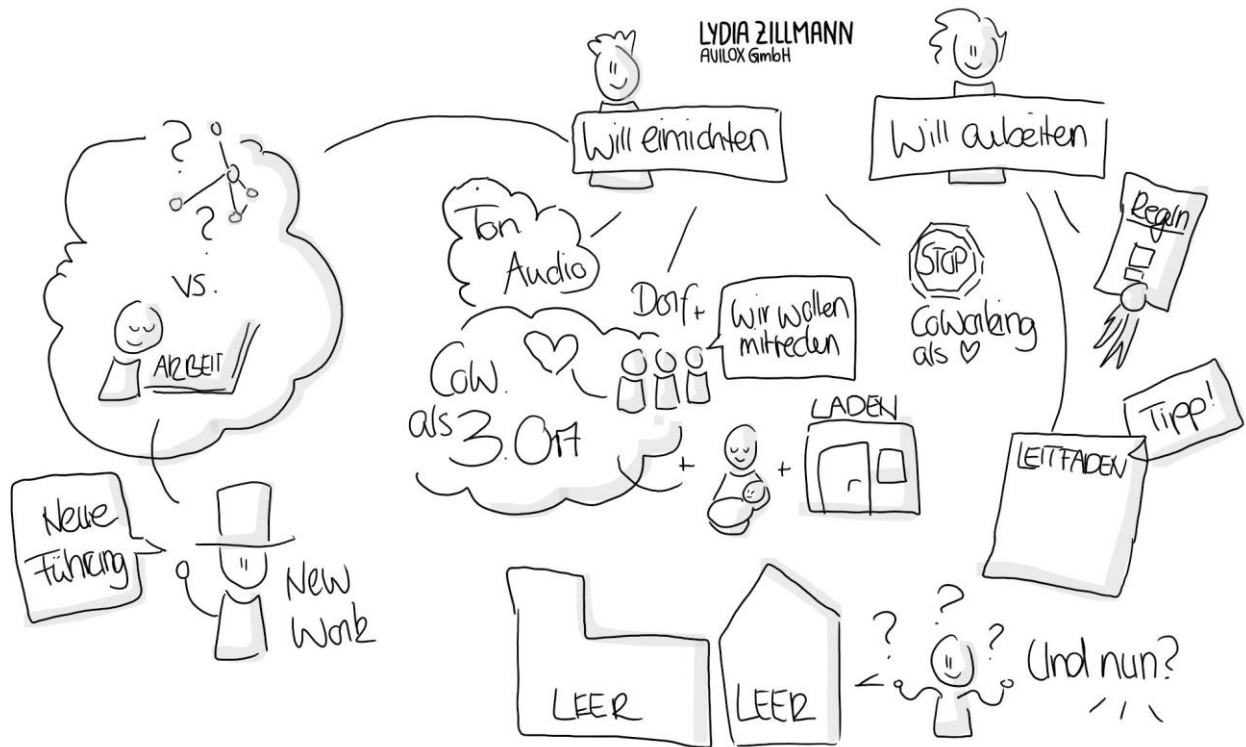 LYDIA ZILLMANN
AVILOX GmbH
Will einrichten
Will arbeiten
?
?
VS.
ARBEIT
Neue
Führung
New
Work
Ton
Audio
Dorf+
Wir wollen
mitreden
CoW.
als 3.Ort
+
+
LADEN
STOP
CoWorking
als ♡
Regeln
Tipp!
LEITFADEN
LEER
LEER
? ? ?
Und nun?